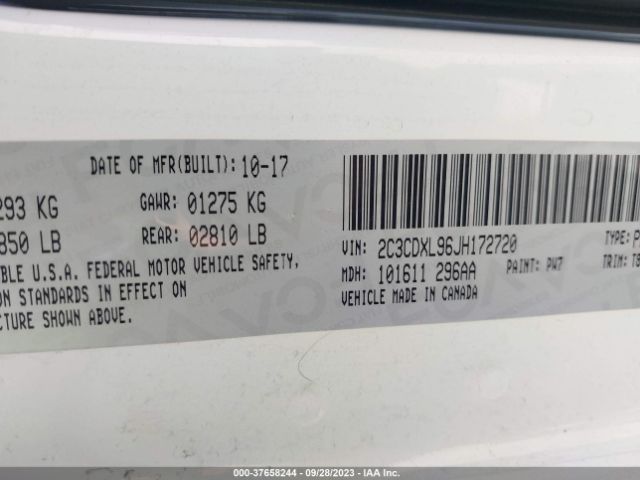 DATE OF MFR(BUILT): 10-17
293 KG GAWR: 01275 KG
850 LB REAR: 02810 LB
BLE U.S.A. FEDERAL MOTOR VEHICLE SAFETY,
ON STANDARDS IN EFFECT ON
CTURE SHOWN ABOVE.
VIN: 2C3CDXL96JH172720 TYPE: P
MDH: 101611 296AA PAINT: PW7 TRIM: T8
VEHICLE MADE IN CANADA
000-37658244 | 09/28/2023 | IAA Inc.